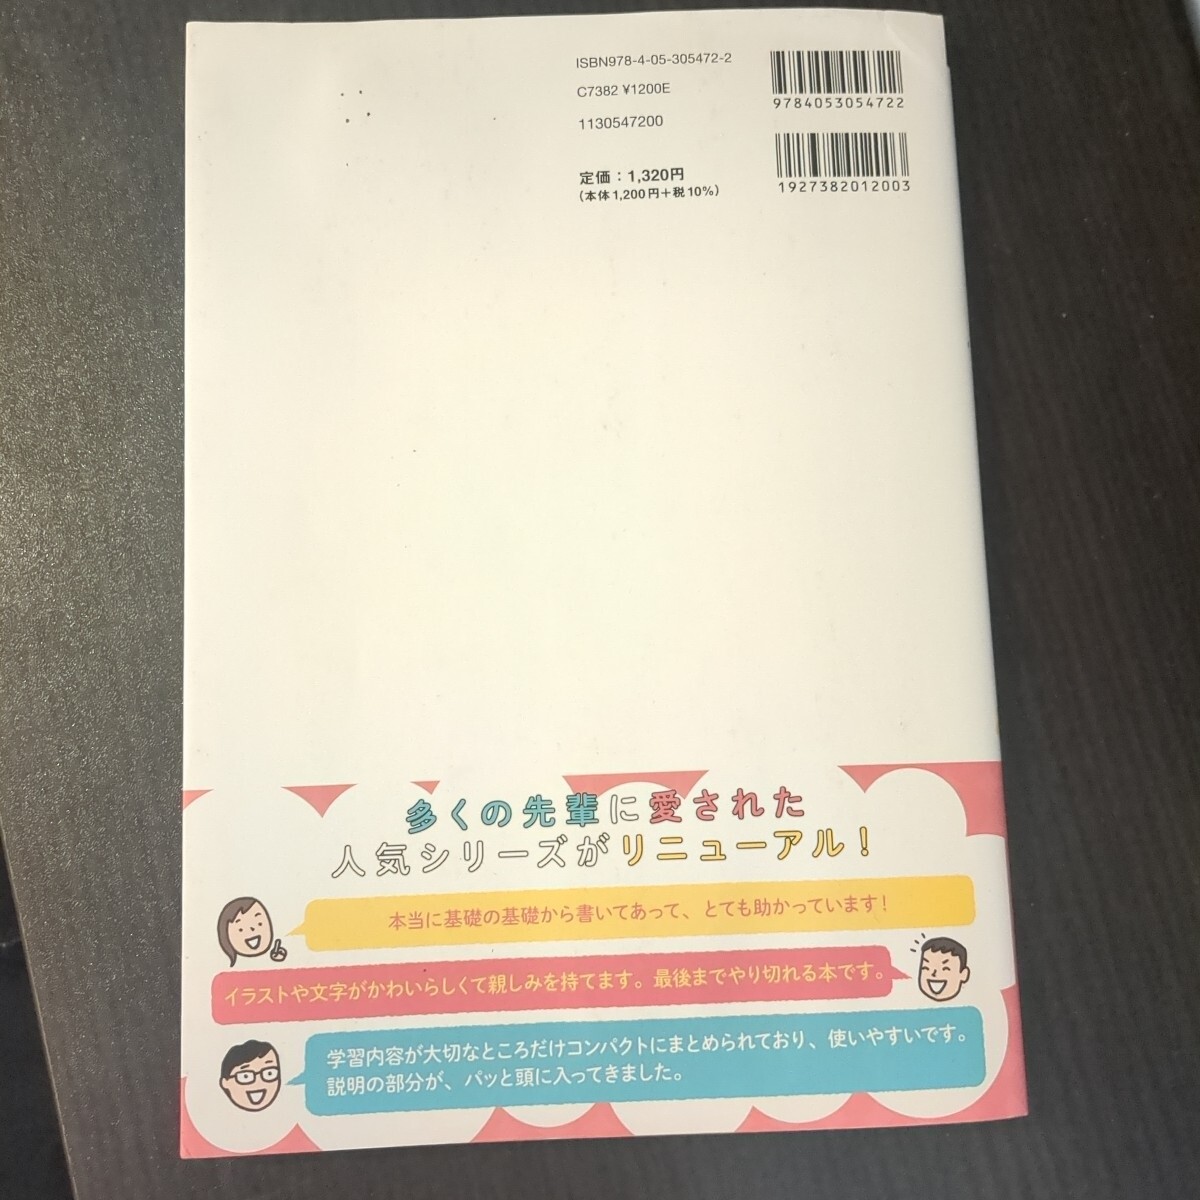 ISBN978-4-05-305472-2
C7382 ¥1200E
1130547200
定価：1,320円
（本体1,200円＋税10%）
9784053054722
1927382012003
多くの先輩に愛された
人気シリーズがリニューアル！
本当に基礎の基礎から書いてあって、とても助かっています！
イラストや文字がかわいらしくて親しみを持てます。最後までやり切れる本です。
学習内容が大切なところだけコンパクトにまとめられており、使いやすいです。
説明の部分が、パッと頭に入ってきました。